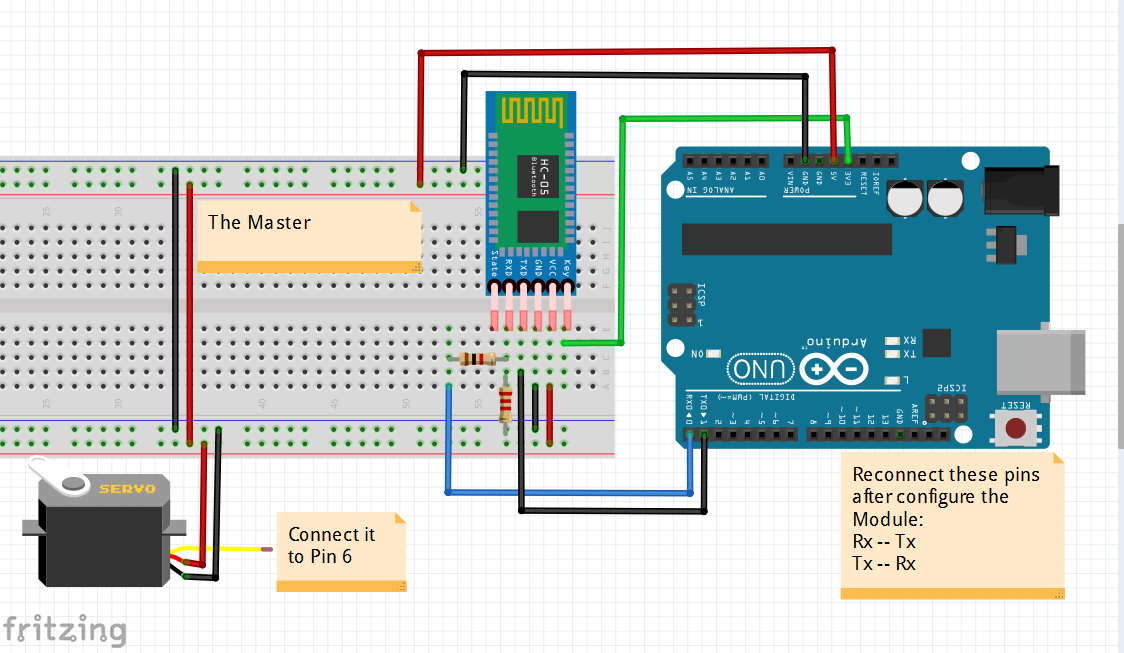 The Master
HC-05
Bluetooth
State
RXD
TXD
GND
VCC
Key
25
30
55
J
I
H
G
F
E
D
C
B
A
25
30
35
40
45
50
55
A5
A4
A3
A2
A1
A0
ANALOG IN
VIN
GND
GND
5V
3V3
RESET
IOREF
POWER
ICSP
1
ON
UNO
Arduino
RX
TX
L
ICSP2
DIGITAL (PWM=~)
RXD ◀ 0
TXD ▶ 1
2
~3
4
~5
~6
7
8
~9
~10
~11
12
13
GND
AREF
RESET
SERVO
Connect it
to Pin 6
Reconnect these pins
after configure the
Module:
Rx -- Tx
Tx -- Rx
fritzing